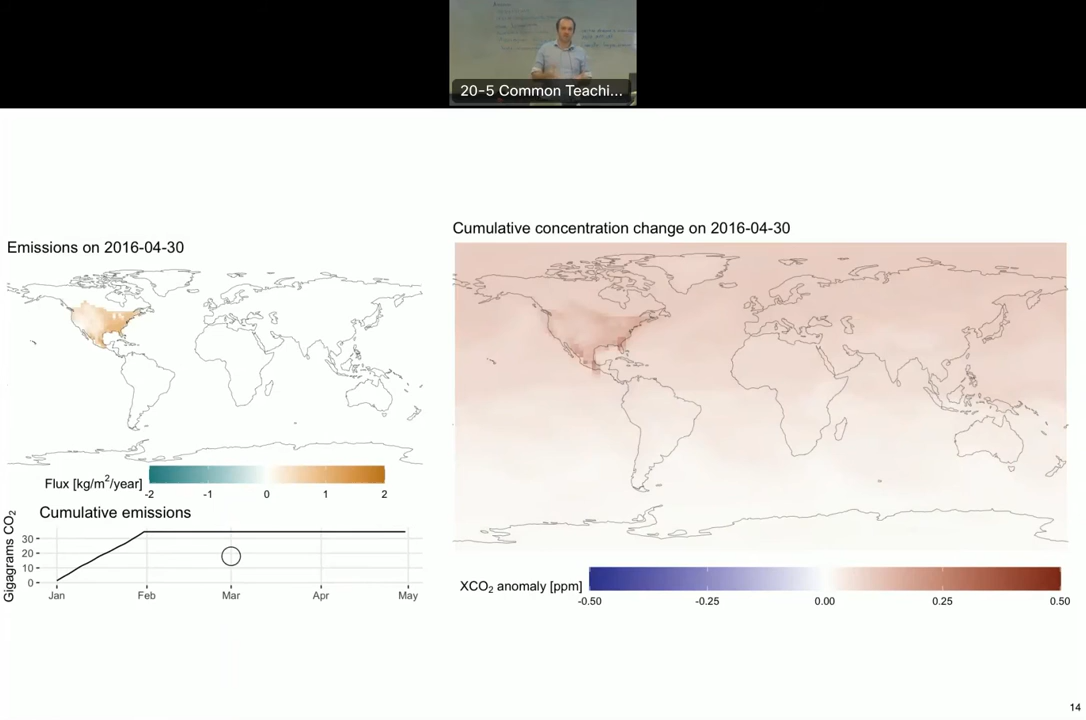 20-5 Common Teachi...
Emissions on 2016-04-30
Flux [kg/m²/year]
-2 -1 0 1 2
Cumulative emissions
Gigagrams CO₂
30
20
10
0
Jan Feb Mar Apr May
Cumulative concentration change on 2016-04-30
XCO₂ anomaly [ppm]
-0.50 -0.25 0.00 0.25 0.50
14